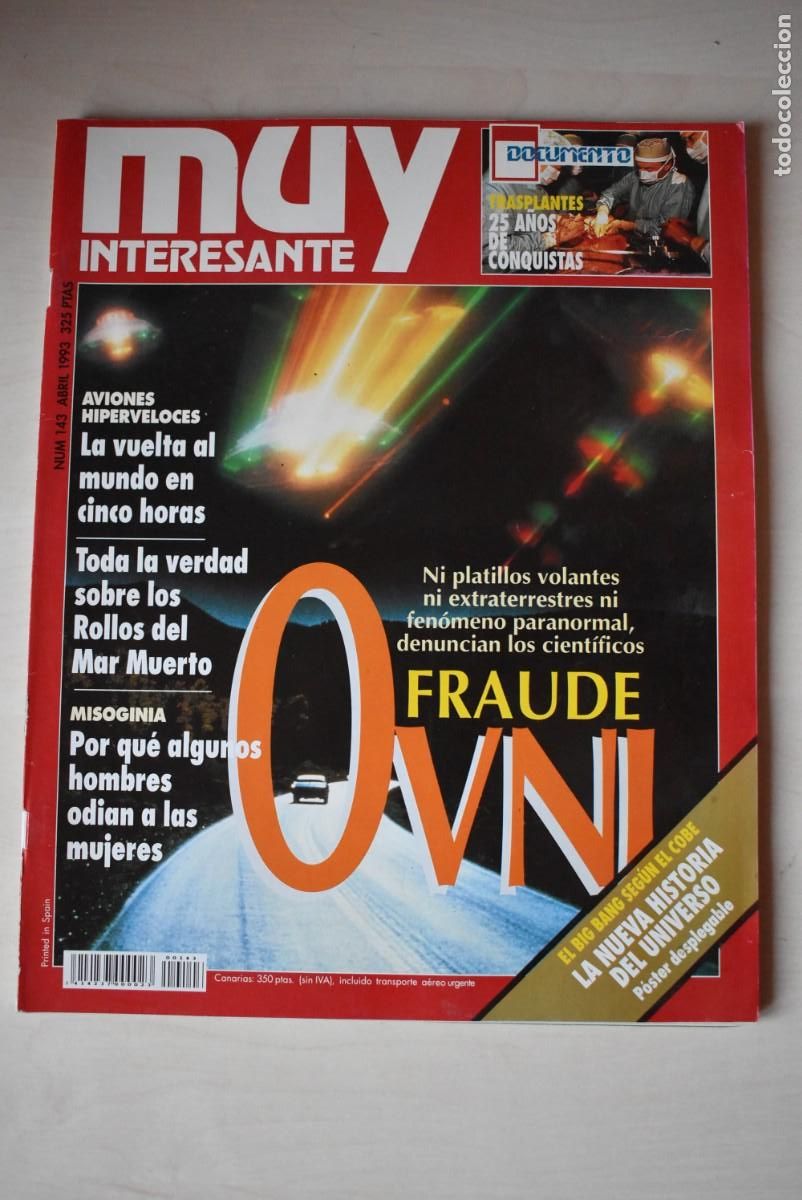 muy
INTERESANTE
DOCUMENTO
TRASPLANTES
25 AÑOS
DE
CONQUISTAS
NUM 143 ABRIL 1993 325 PTAS
AVIONES
HIPERVELOCES
La vuelta al
mundo en
cinco horas
Toda la verdad
sobre los
Rollos del
Mar Muerto
MISOGINIA
Por qué algunos
hombres
odian a las
mujeres
Ni platillos volantes
ni extraterrestres ni
fenómeno paranormal,
denuncian los científicos
FRAUDE
OVNI
EL BIG BANG SEGÚN EL COBE
LA NUEVA HISTORIA
DEL UNIVERSO
Póster desplegable
Printed in Spain
00143
Canarias: 350 ptas. (sin IVA), incluido transporte aéreo urgente
todocoleccion